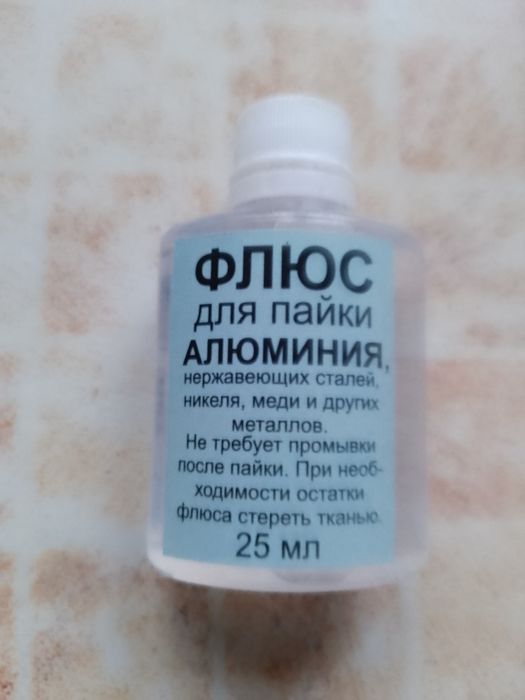 ФЛЮС
для пайки
АЛЮМИНИЯ,
нержавеющих сталей,
никеля, меди и других
металлов.
Не требует промывки
после пайки. При необ-
ходимости остатки
флюса стереть тканью.
25 мл